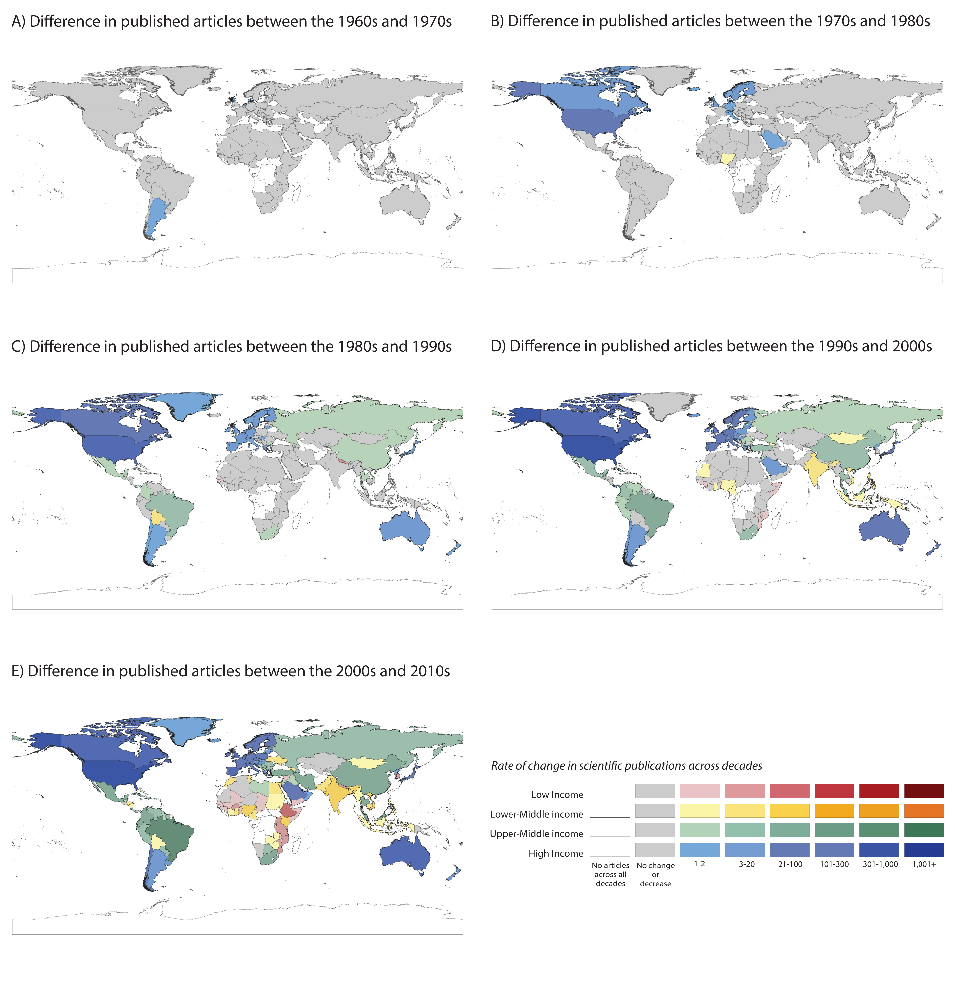 A) Difference in published articles between the 1960s and 1970s
B) Difference in published articles between the 1970s and 1980s
C) Difference in published articles between the 1980s and 1990s
D) Difference in published articles between the 1990s and 2000s
E) Difference in published articles between the 2000s and 2010s
Rate of change in scientific publications across decades
Low Income
Lower-Middle income
Upper-Middle income
High Income
No articles
across all
decades
No change
or
decrease
1-2
3-20
21-100
101-300
301-1,000
1,001+